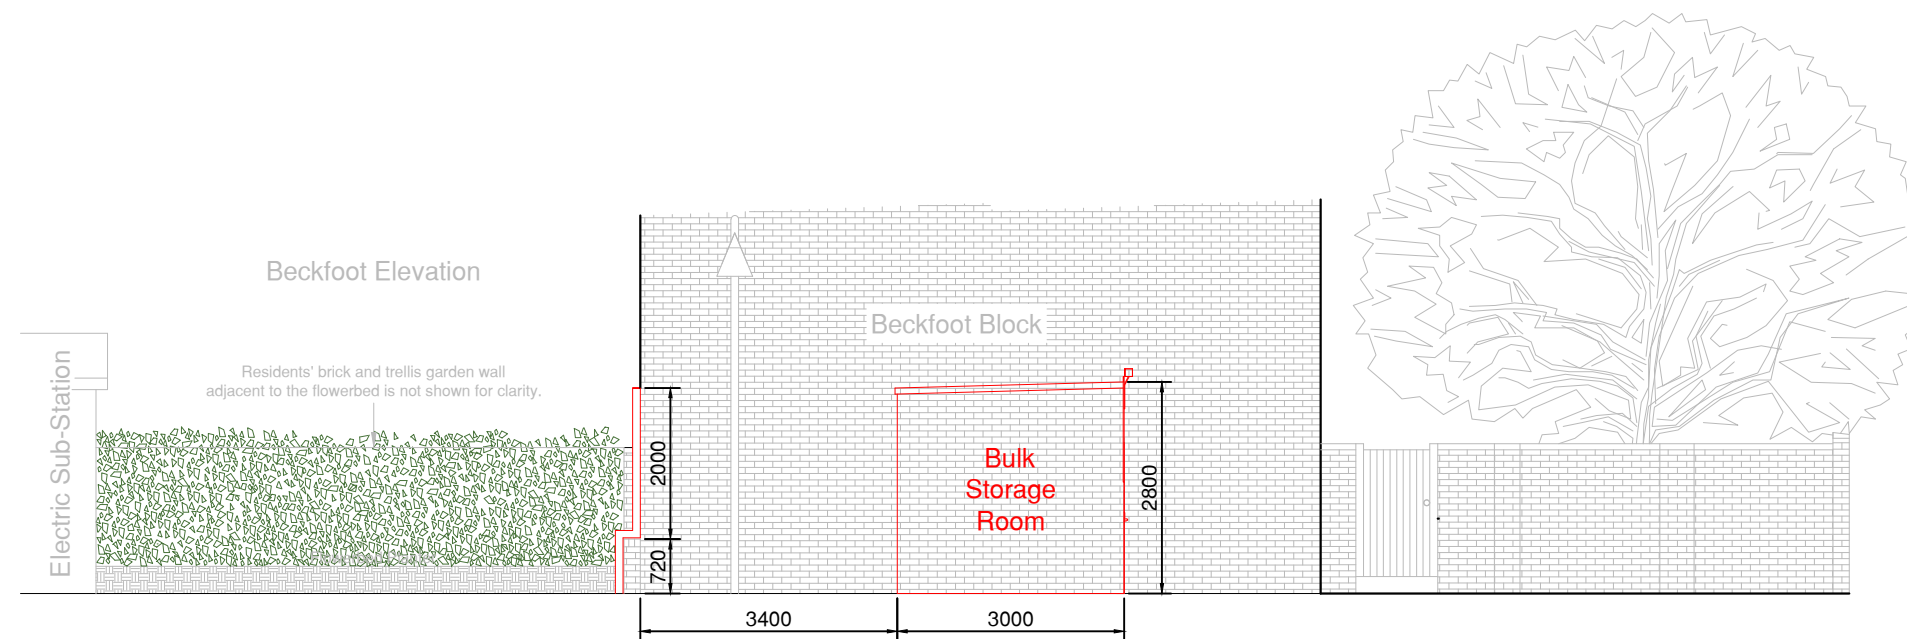 Beckfoot Elevation
Beckfoot Block
Electric Sub-Station
Residents' brick and trellis garden wall
adjacent to the flowerbed is not shown for clarity.
Bulk
Storage
Room
2000
720
2800
3400
3000